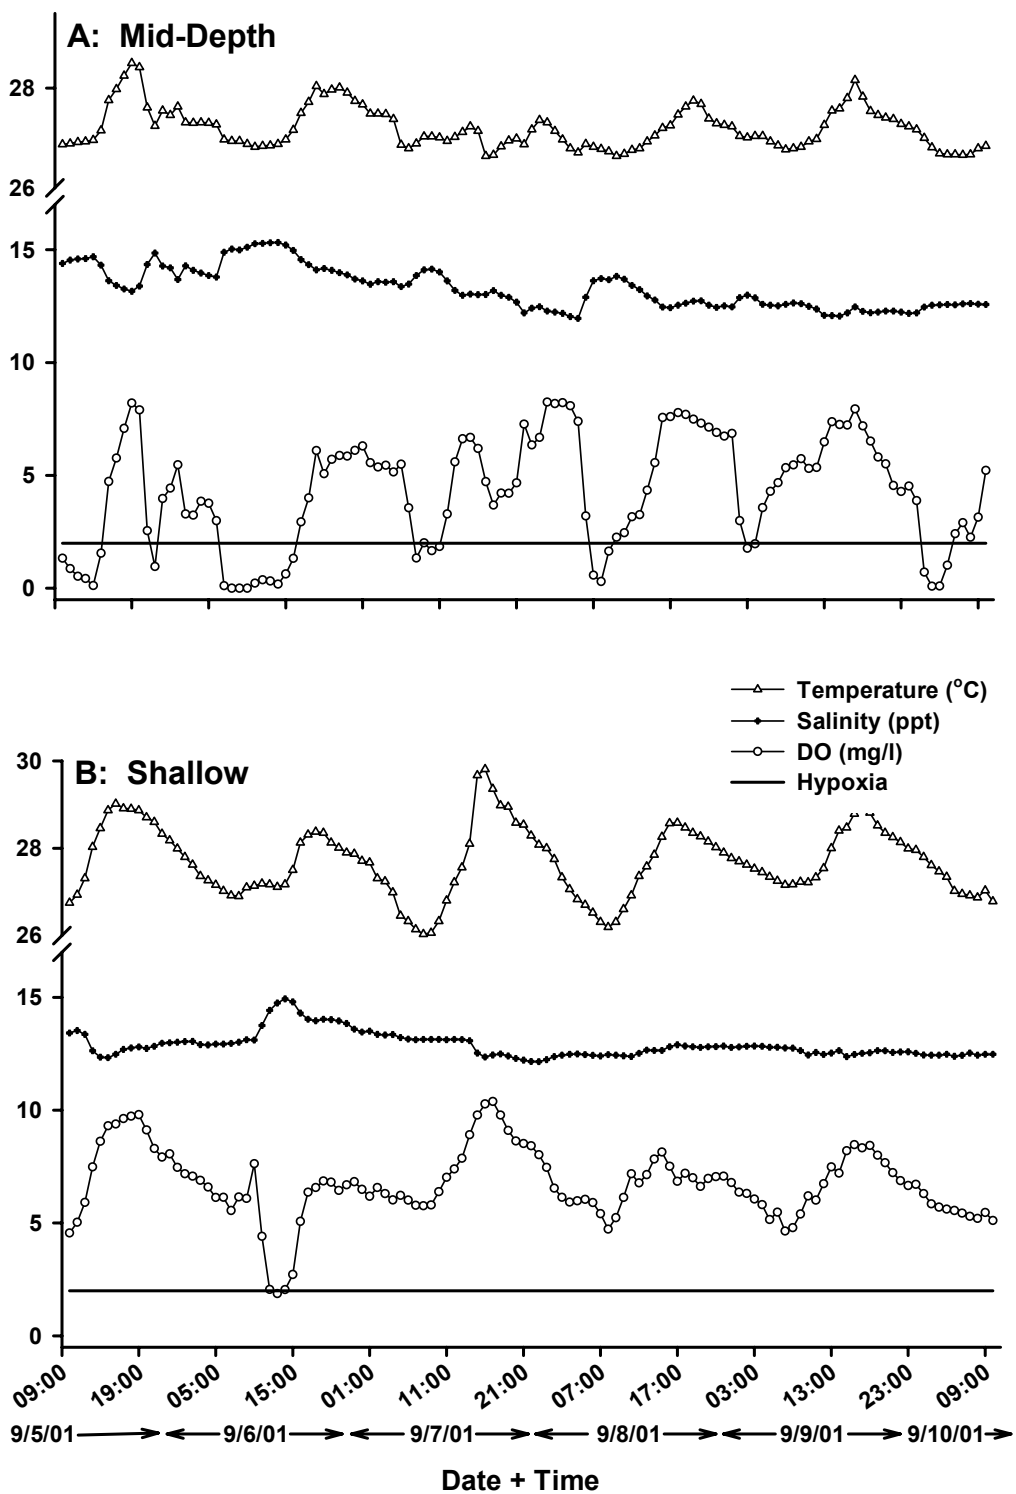 A: Mid-Depth
28
26
15
10
5
0
Temperature (°C)
Salinity (ppt)
DO (mg/l)
Hypoxia
B: Shallow
30
28
26
15
10
5
0
09:00 19:00 05:00 15:00 01:00 11:00 21:00 07:00 17:00 03:00 13:00 23:00 09:00
9/5/01 9/6/01 9/7/01 9/8/01 9/9/01 9/10/01
Date + Time